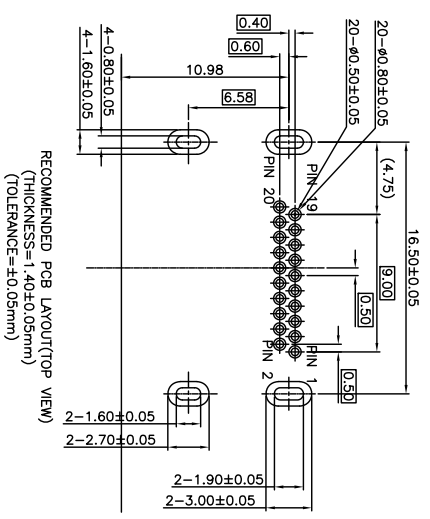 0.40
0.60
10.98
6.58
4-0.80±0.05
4-1.60±0.05
20-ø0.80±0.05
20-ø0.50±0.05
(4.75)
16.50±0.05
9.00
0.50
0.50
PIN 19
PIN 20
PIN 1
PIN 2
2-1.60±0.05
2-2.70±0.05
2-1.90±0.05
2-3.00±0.05
RECOMMENDED PCB LAYOUT(TOP VIEW)
(THICKNESS=1.40±0.05mm)
(TOLERANCE=±0.05mm)